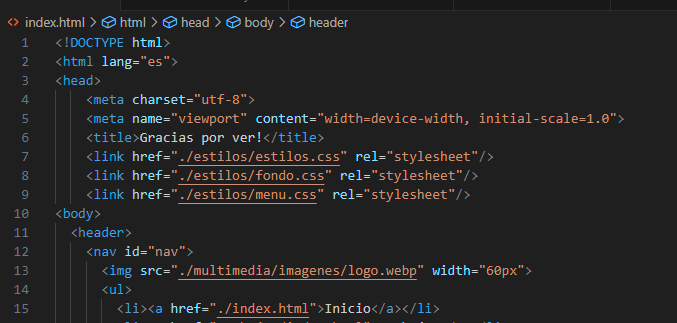 index.html > html > head > body > header
1 <!DOCTYPE html>
2 <html lang="es">
3 <head>
4 <meta charset="utf-8">
5 <meta name="viewport" content="width=device-width, initial-scale=1.0">
6 <title>Gracias por ver!</title>
7 <link href="./estilos/estilos.css" rel="stylesheet"/>
8 <link href="./estilos/fondo.css" rel="stylesheet"/>
9 <link href="./estilos/menu.css" rel="stylesheet"/>
10 <body>
11 <header>
12 <nav id="nav">
13 <img src="./multimedia/imagenes/logo.webp" width="60px">
14 <ul>
15 <li><a href="./index.html">Inicio</a></li>